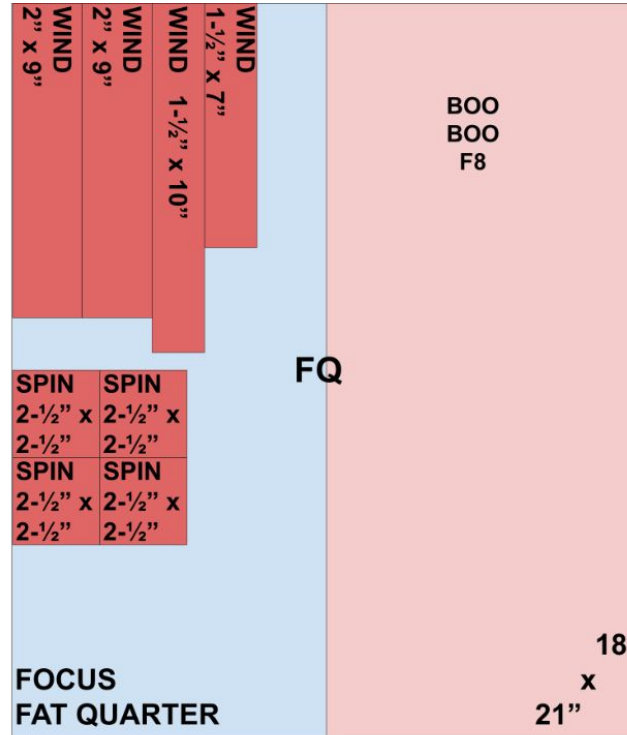 WIND
2” x 9”
WIND
2” x 9”
WIND 1-½” x 10”
WIND
1-½” x 7”
BOO
BOO
F8
FQ
SPIN
2-½” x
2-½”
SPIN
2-½” x
2-½”
SPIN
2-½” x
2-½”
SPIN
2-½” x
2-½”
FOCUS
FAT QUARTER
18
x
21”